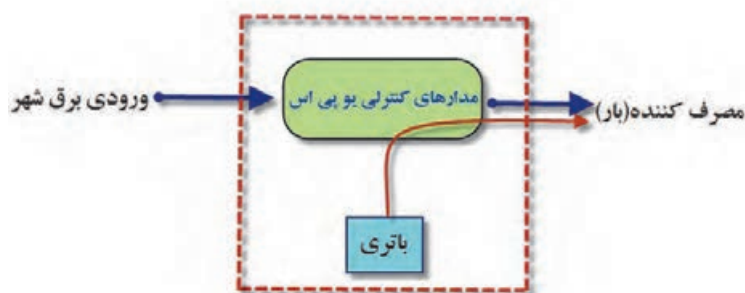 مدارهای کنترلی یو پی اس
ورودی برق شهر
مصرف کننده(بار)
باتری